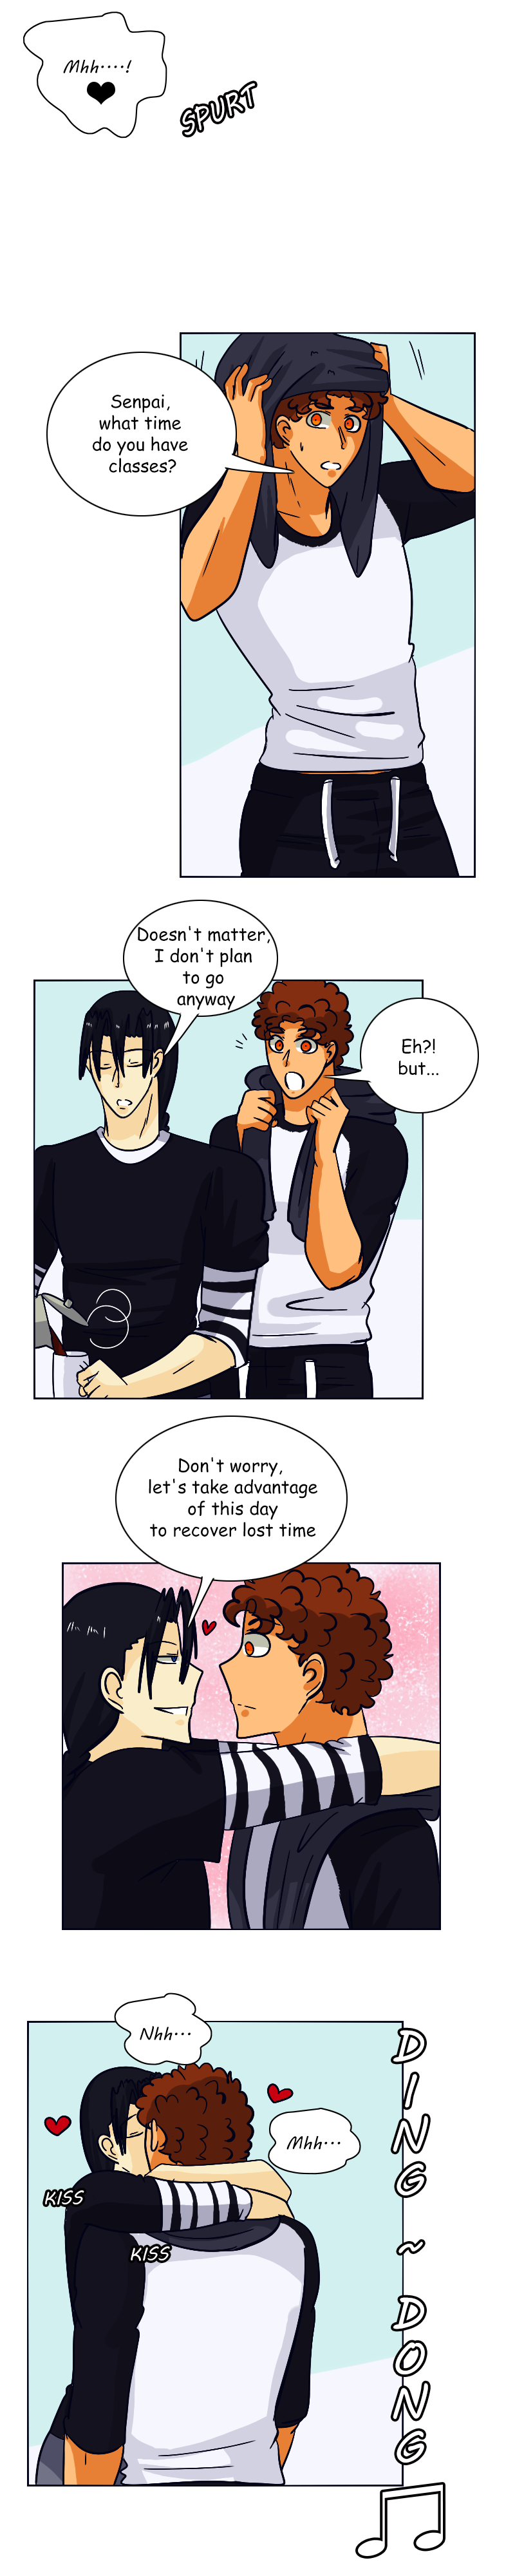 Mhh....!
SPURT
Senpai,
what time
do you have
classes?
Doesn't matter,
I don't plan
to go
anyway
Eh?!
but...
Don't worry,
let's take advantage
of this day
to recover lost time
Nhh...
Mhh...
KISS
KISS
DING ~ DONG